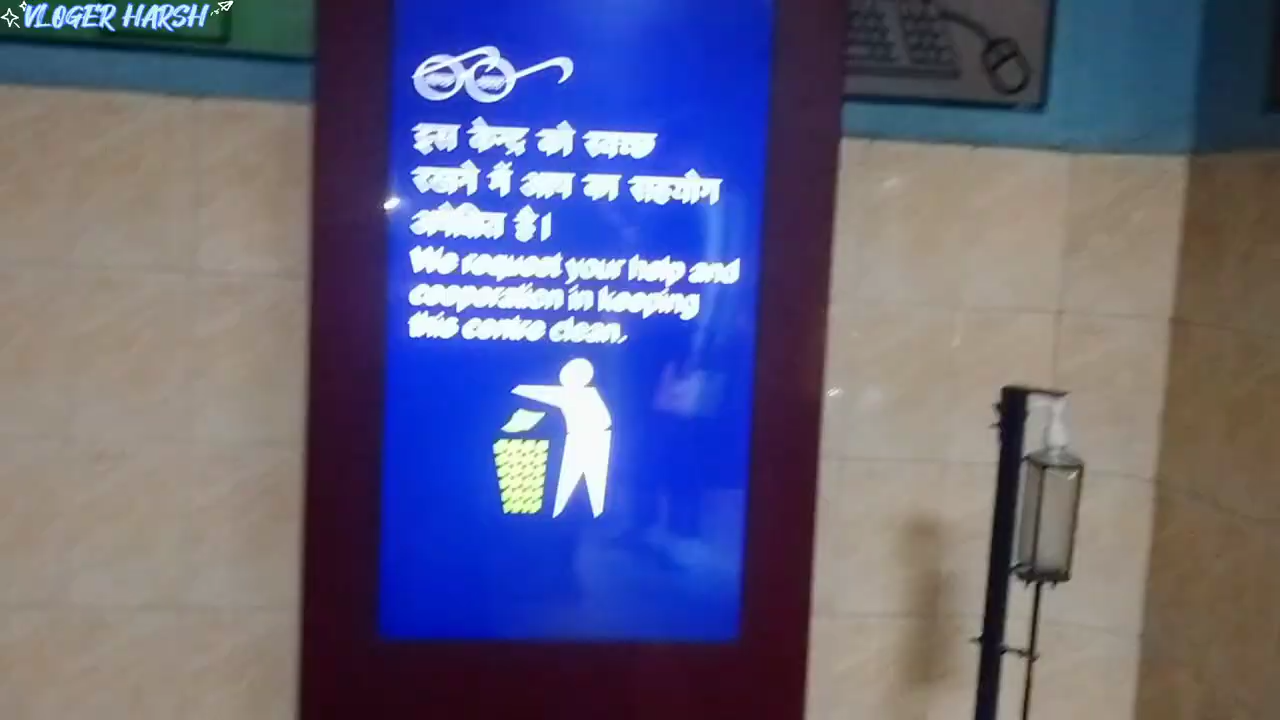 VLOGER HARSH
इस केन्द्र को स्वच्छ
रखने में आप का सहयोग
अपेक्षित है।
We request your help and
cooperation in keeping
this centre clean.